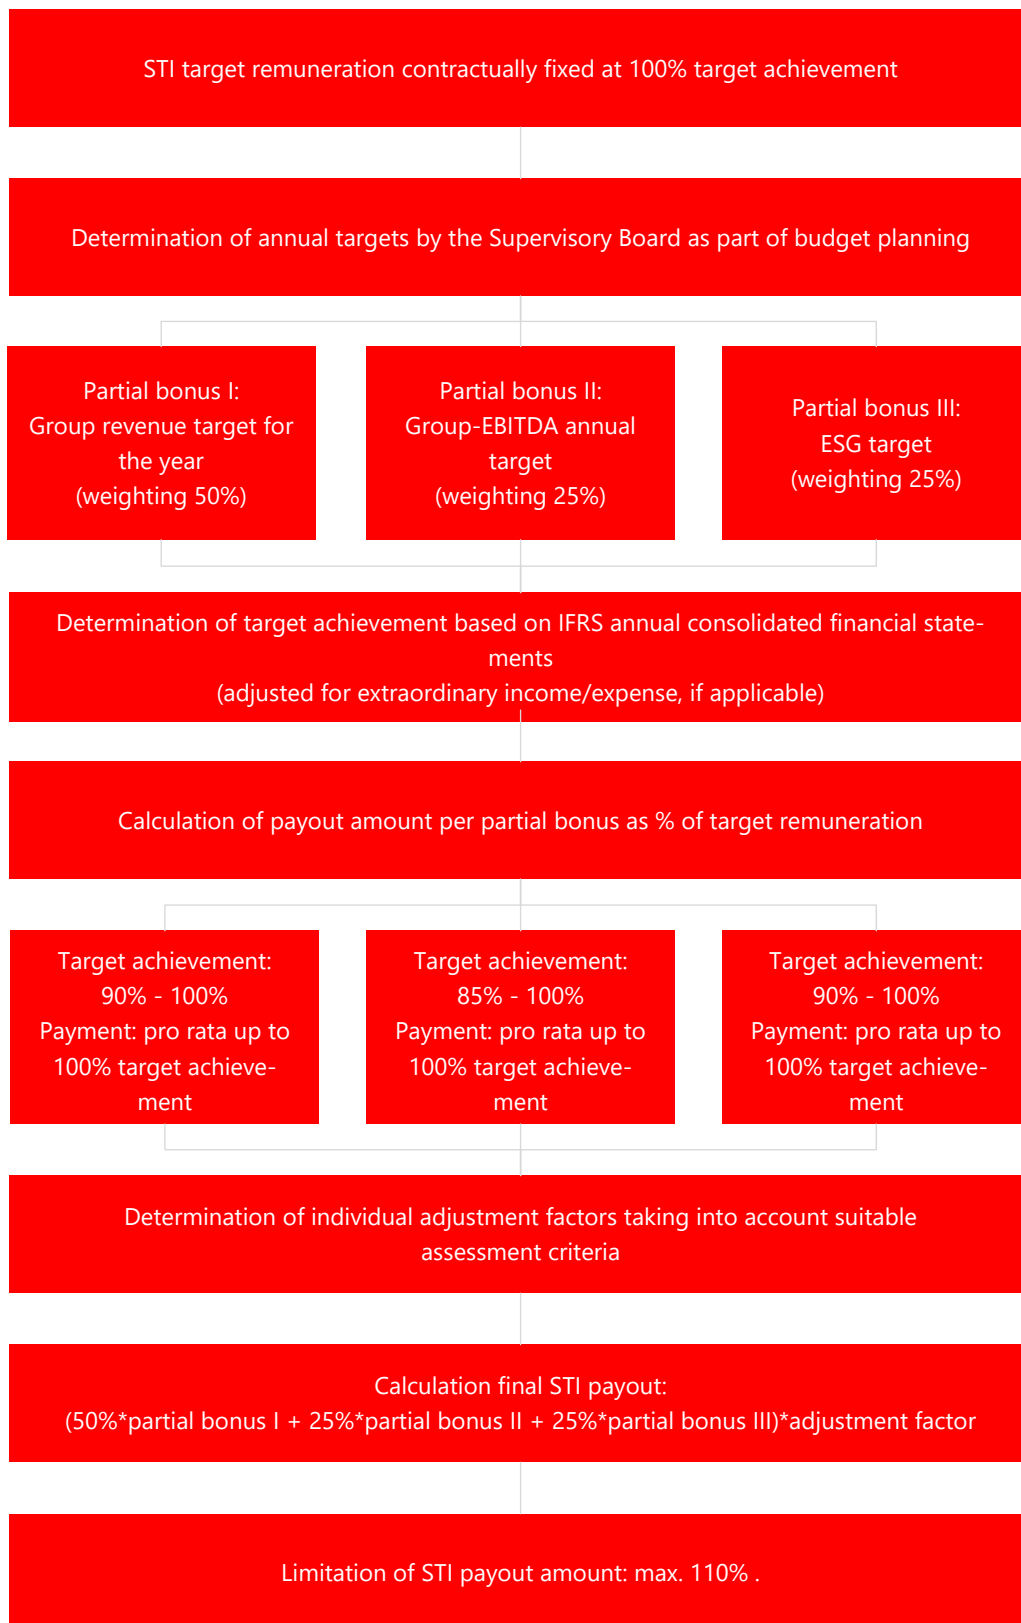 STI target remuneration contractually fixed at 100% target achievement
Determination of annual targets by the Supervisory Board as part of budget planning
Partial bonus I:
Group revenue target for
the year
(weighting 50%)
Partial bonus II:
Group-EBITDA annual
target
(weighting 25%)
Partial bonus III:
ESG target
(weighting 25%)
Determination of target achievement based on IFRS annual consolidated financial state-
ments
(adjusted for extraordinary income/expense, if applicable)
Calculation of payout amount per partial bonus as % of target remuneration
Target achievement:
90% - 100%
Payment: pro rata up to
100% target achieve-
ment
Target achievement:
85% - 100%
Payment: pro rata up to
100% target achieve-
ment
Target achievement:
90% - 100%
Payment: pro rata up to
100% target achieve-
ment
Determination of individual adjustment factors taking into account suitable
assessment criteria
Calculation final STI payout:
(50%*partial bonus I + 25%*partial bonus II + 25%*partial bonus III)*adjustment factor
Limitation of STI payout amount: max. 110% .